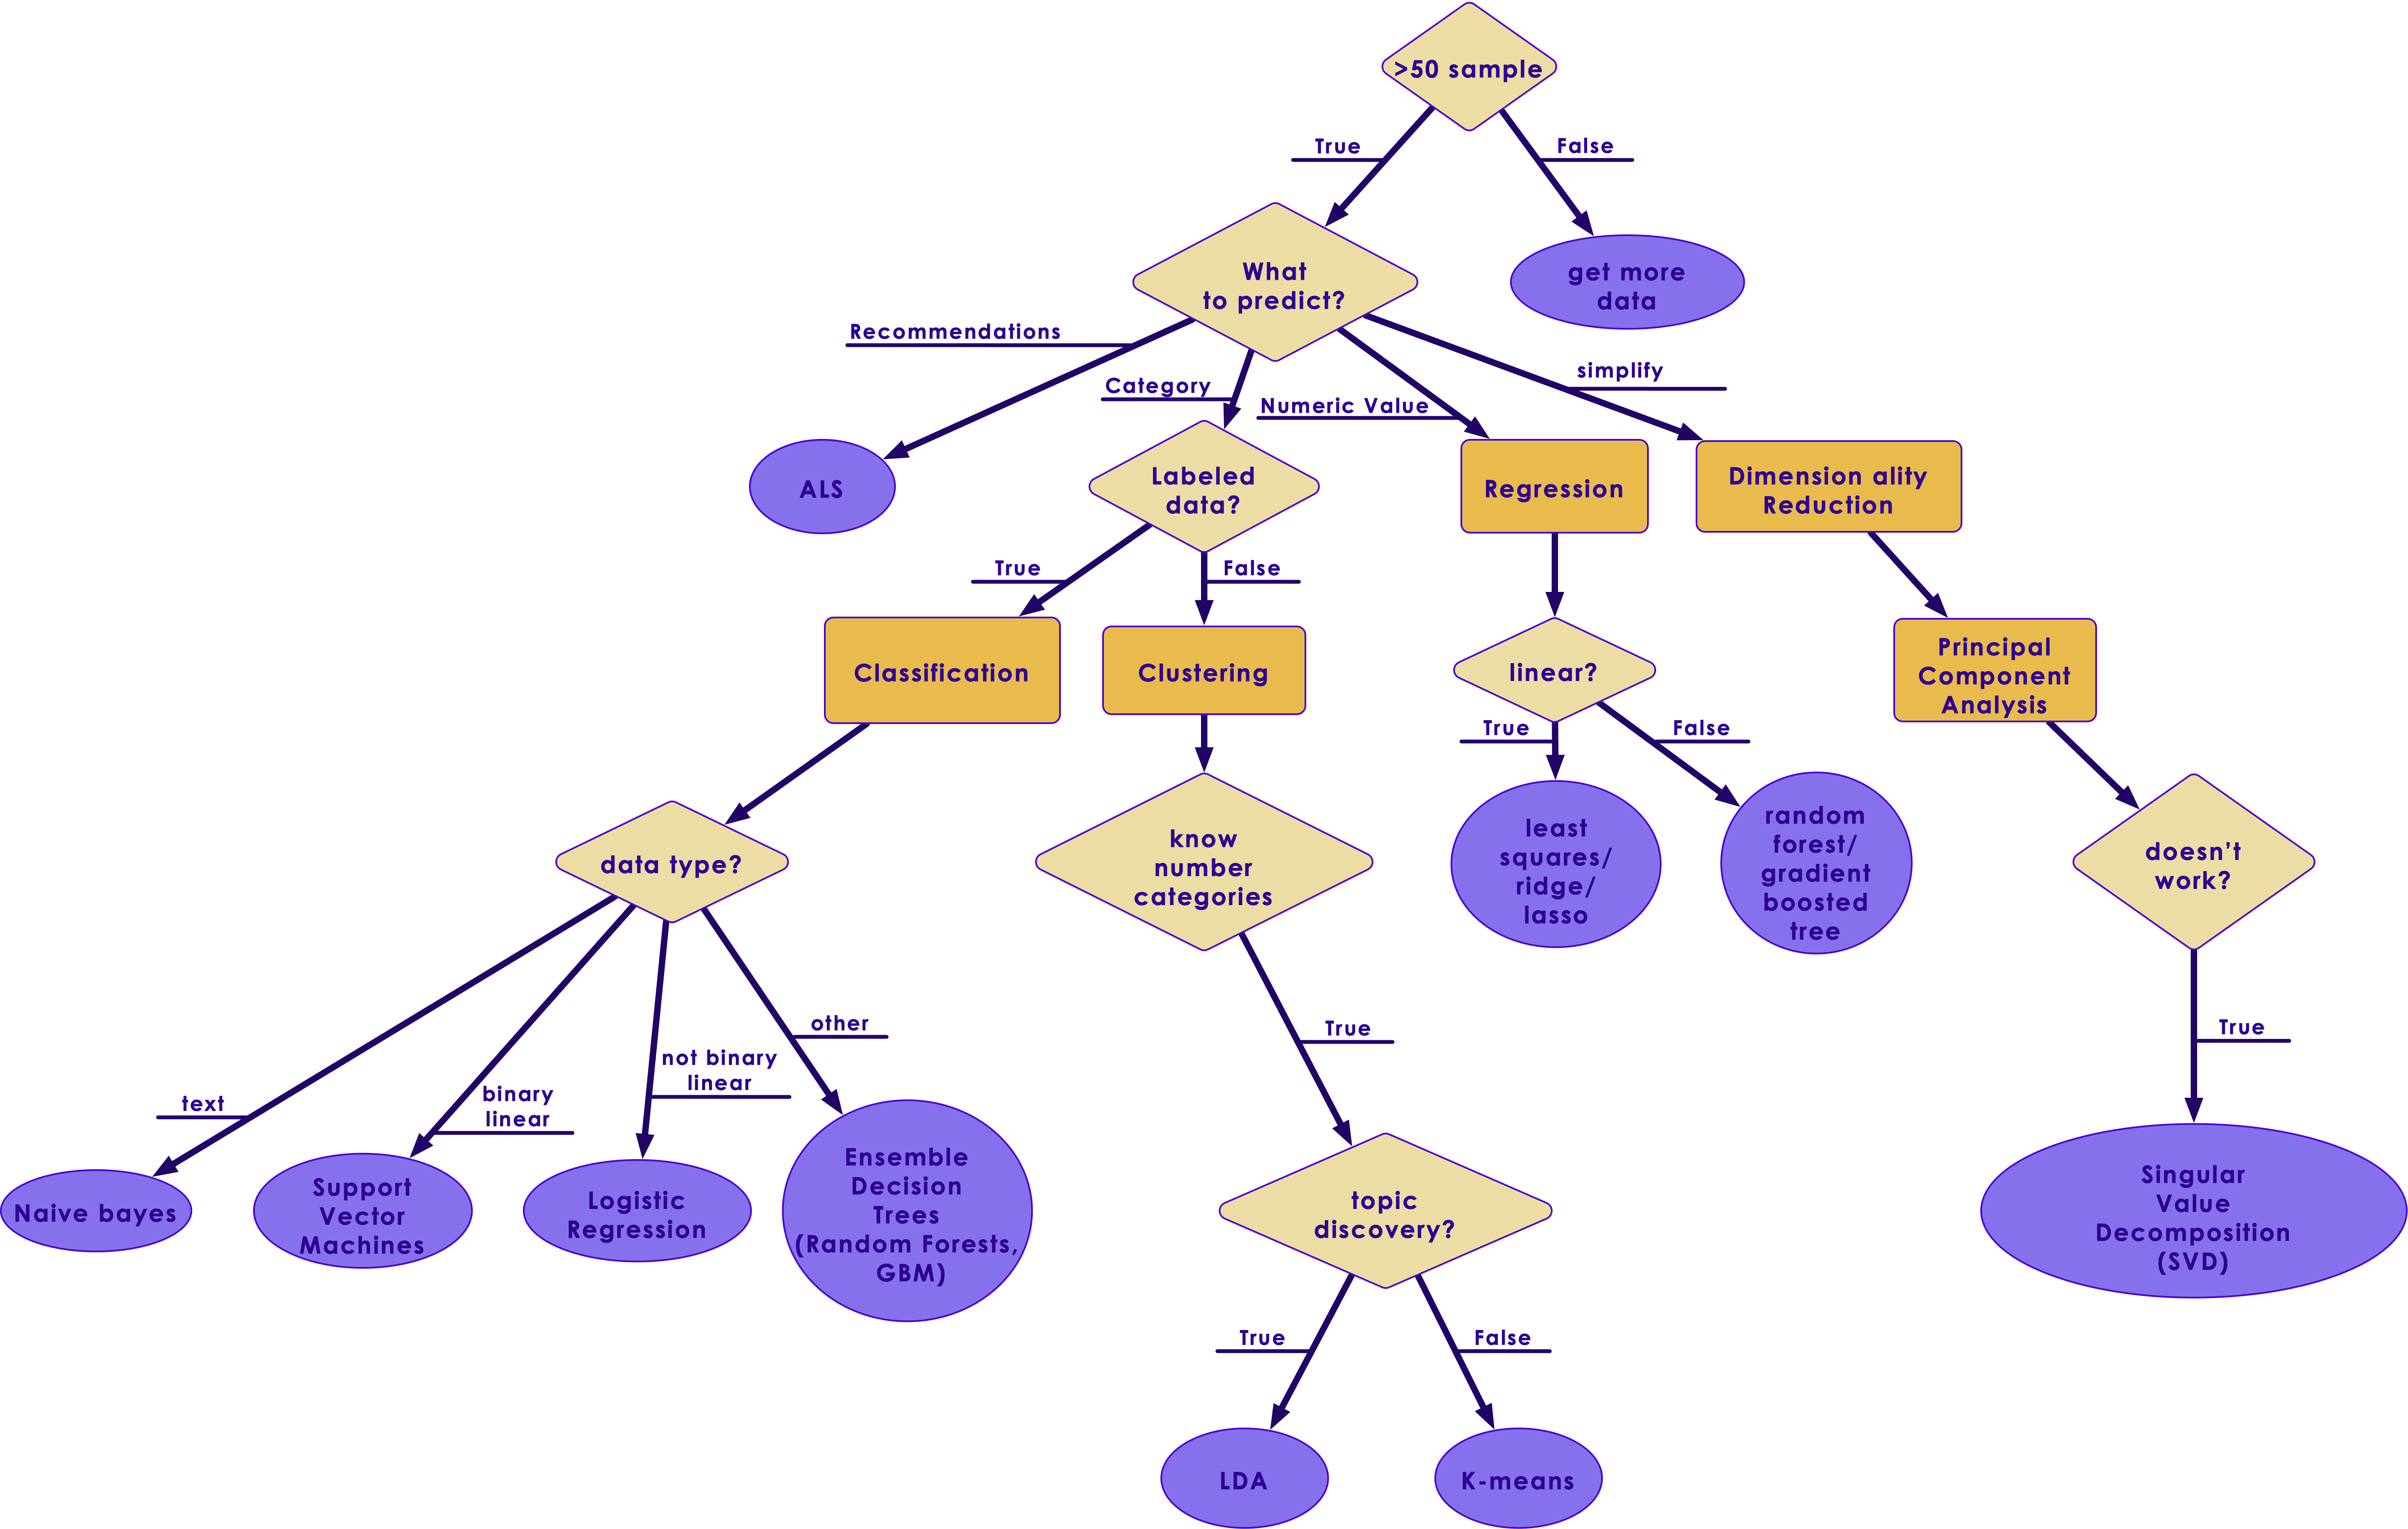 >50 sample
True
False
What
to predict?
get more
data
Recommendations
Category
Numeric Value
simplify
ALS
Labeled
data?
Regression
Dimension ality
Reduction
True
False
Classification
Clustering
linear?
Principal
Component
Analysis
True
False
data type?
know
number
categories
least
squares/
ridge/
lasso
random
forest/
gradient
boosted
tree
doesn't
work?
text
binary
linear
not binary
linear
other
True
True
Naive bayes
Support
Vector
Machines
Logistic
Regression
Ensemble
Decision
Trees
(Random Forests,
GBM)
topic
discovery?
Singular
Value
Decomposition
(SVD)
True
False
LDA
K-means